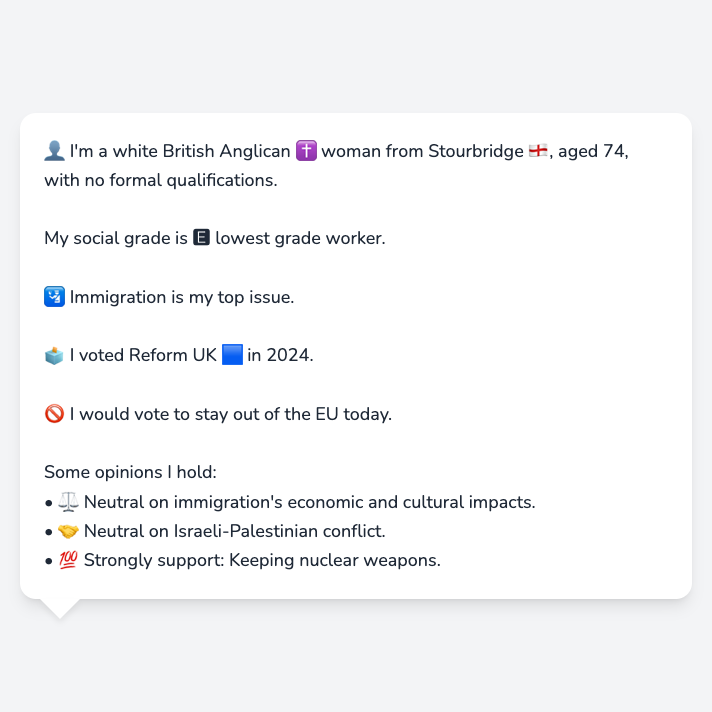 👤 I'm a white British Anglican ✝️ woman from Stourbridge 🏴󠁧󠁢󠁥󠁮󠁧󠁿, aged 74,
with no formal qualifications.
My social grade is 🅴 lowest grade worker.
🛂 Immigration is my top issue.
🗳️ I voted Reform UK 🟦 in 2024.
🚫 I would vote to stay out of the EU today.
Some opinions I hold:
• ⚖️ Neutral on immigration's economic and cultural impacts.
• 🤝 Neutral on Israeli-Palestinian conflict.
• 💯 Strongly support: Keeping nuclear weapons.